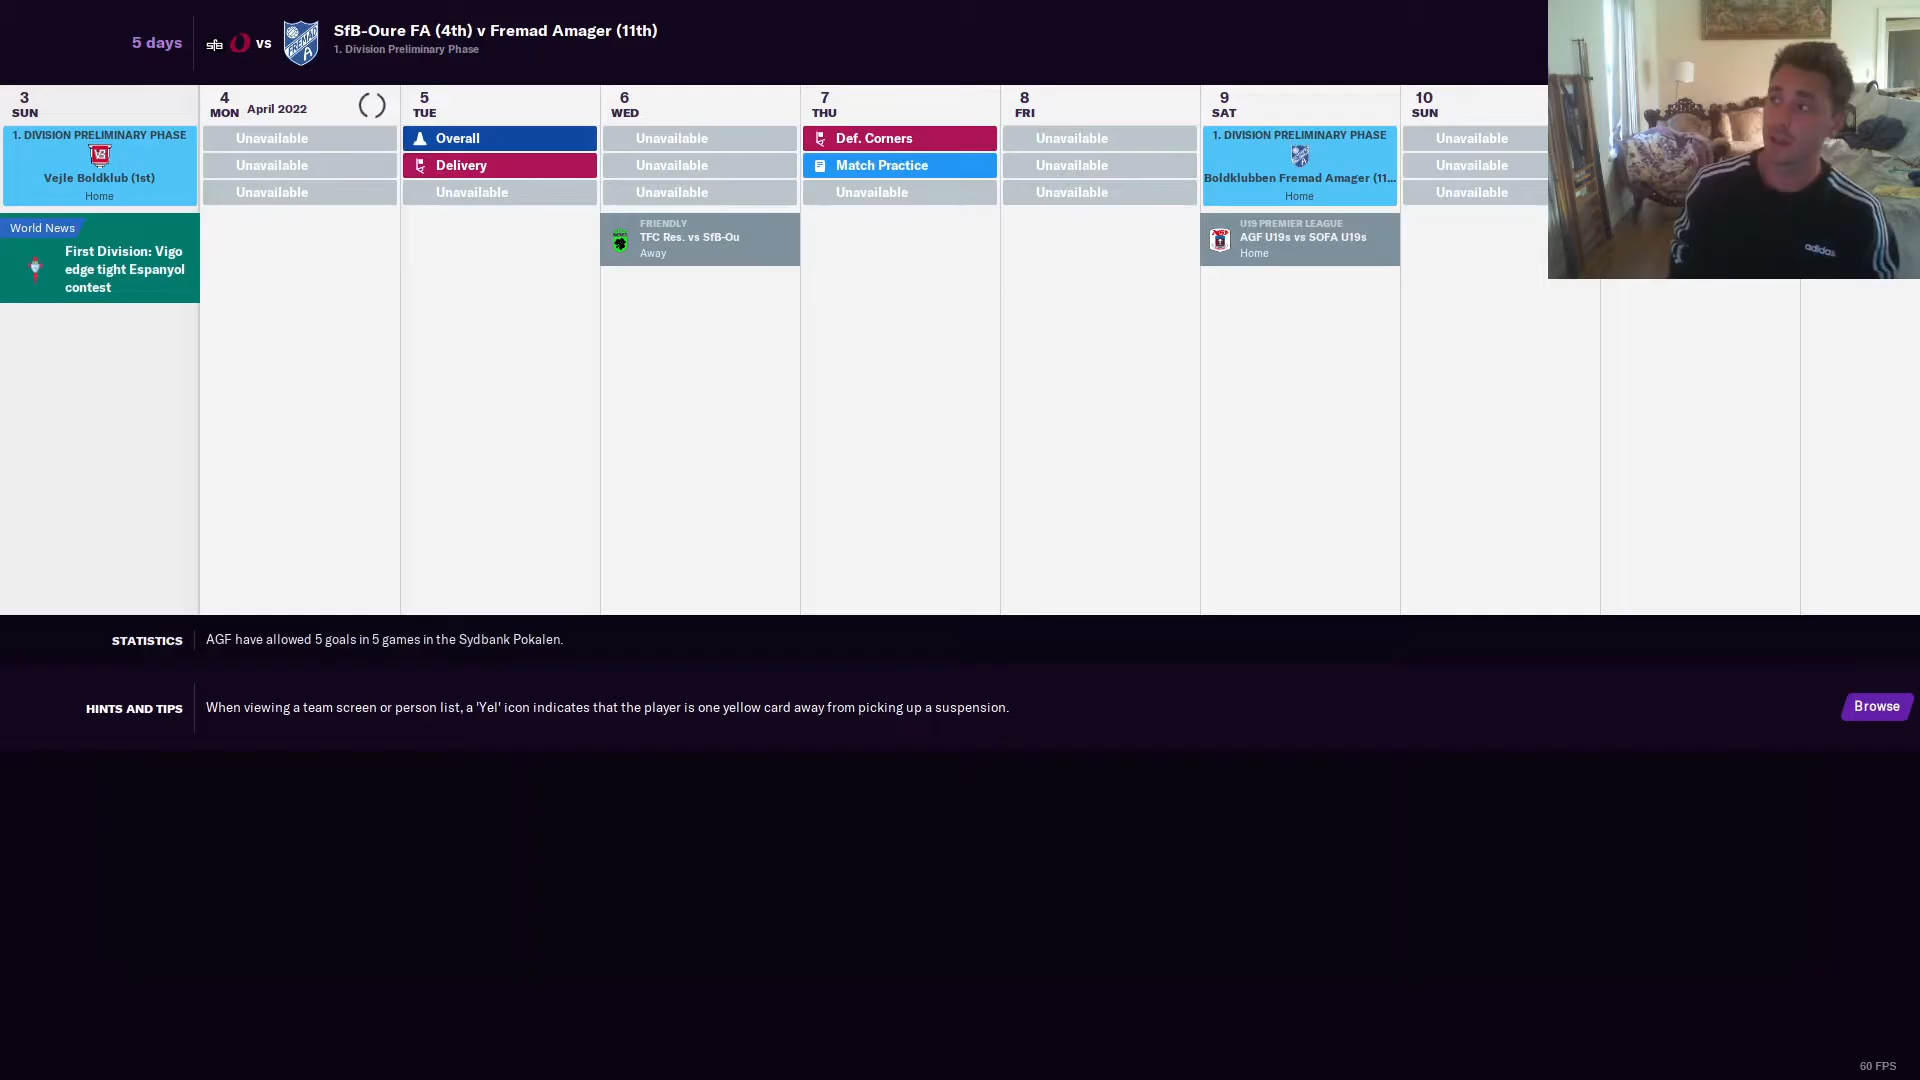 5 days
sfb vs
FREMAD A
SfB-Oure FA (4th) v Fremad Amager (11th)
1. Division Preliminary Phase
3
SUN
4
MON April 2022
5
TUE
6
WED
7
THU
8
FRI
9
SAT
10
SUN
1. DIVISION PRELIMINARY PHASE
VB
Vejle Boldklub (1st)
Home
Unavailable
Unavailable
Unavailable
Overall
Delivery
Unavailable
Unavailable
Unavailable
Unavailable
Def. Corners
Match Practice
Unavailable
Unavailable
Unavailable
Unavailable
1. DIVISION PRELIMINARY PHASE
Boldklubben Fremad Amager (11...
Home
Unavailable
Unavailable
Unavailable
World News
First Division: Vigo
edge tight Espanyol
contest
FRIENDLY
TFC Res. vs SfB-Ou
Away
U19 PREMIER LEAGUE
AGF U19s vs SOFA U19s
Home
adidas
STATISTICS
AGF have allowed 5 goals in 5 games in the Sydbank Pokalen.
HINTS AND TIPS
When viewing a team screen or person list, a 'Yel' icon indicates that the player is one yellow card away from picking up a suspension.
Browse
60 FPS